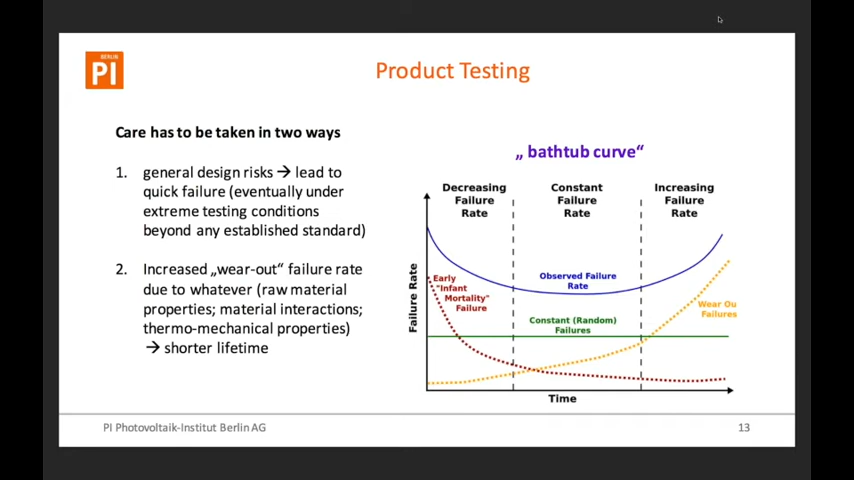 BERLIN
PI
Product Testing
Care has to be taken in two ways
1. general design risks → lead to
quick failure (eventually under
extreme testing conditions
beyond any established standard)
2. Increased „wear-out“ failure rate
due to whatever (raw material
properties; material interactions;
thermo-mechanical properties)
→ shorter lifetime
„ bathtub curve“
Decreasing
Failure
Rate
Constant
Failure
Rate
Increasing
Failure
Rate
Failure Rate
Early
"Infant
Mortality"
Failure
Observed Failure
Rate
Constant (Random)
Failures
Wear Ou
Failures
Time
PI Photovoltaik-Institut Berlin AG
13